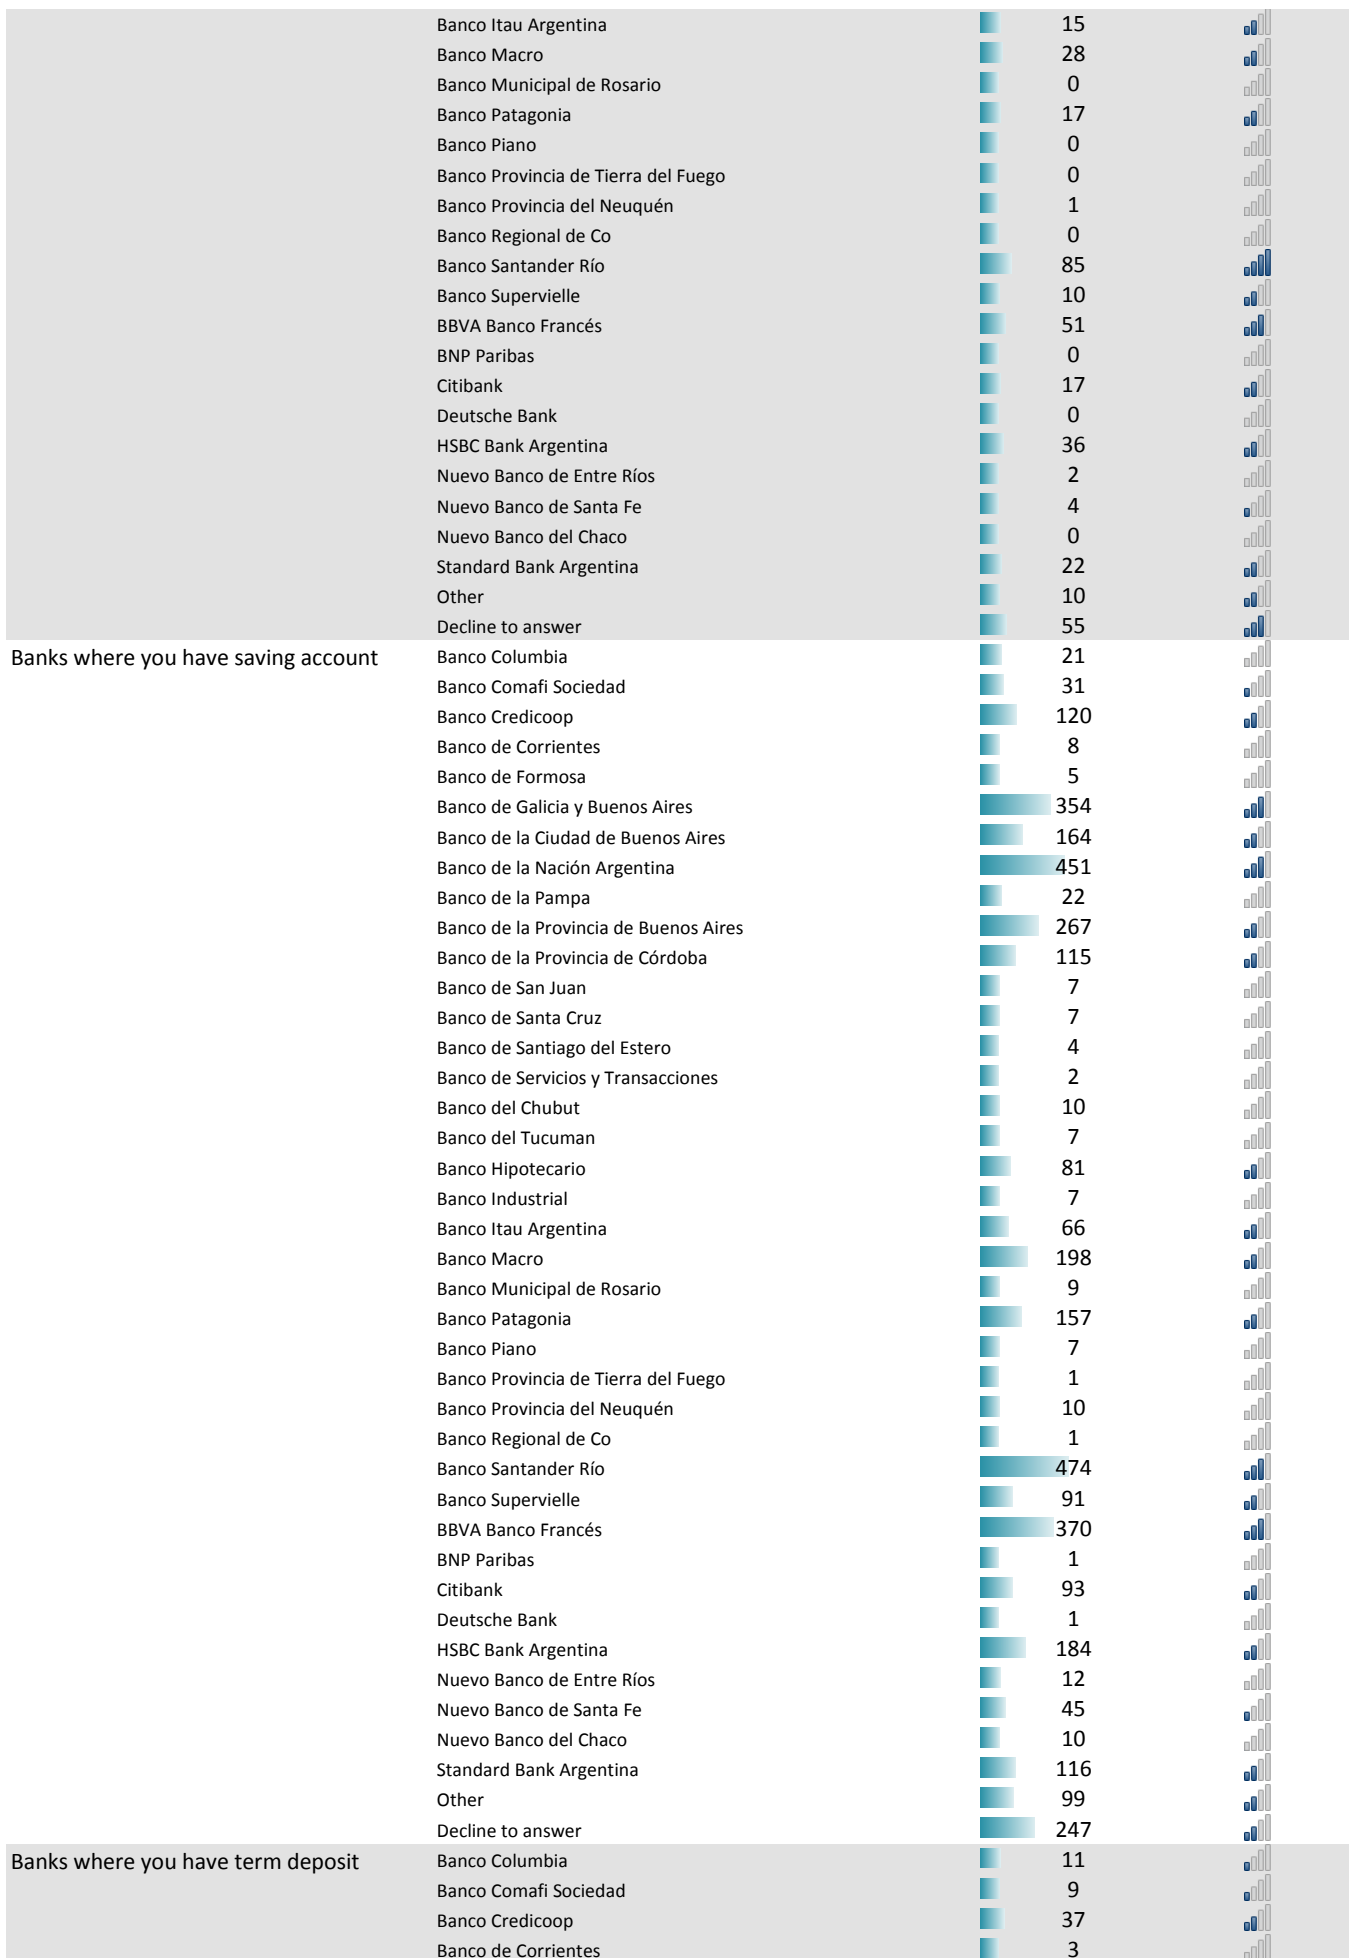 Banco Itau Argentina 15
Banco Macro 28
Banco Municipal de Rosario 0
Banco Patagonia 17
Banco Piano 0
Banco Provincia de Tierra del Fuego 0
Banco Provincia del Neuquén 1
Banco Regional de Co 0
Banco Santander Río 85
Banco Supervielle 10
BBVA Banco Francés 51
BNP Paribas 0
Citibank 17
Deutsche Bank 0
HSBC Bank Argentina 36
Nuevo Banco de Entre Ríos 2
Nuevo Banco de Santa Fe 4
Nuevo Banco del Chaco 0
Standard Bank Argentina 22
Other 10
Decline to answer 55
Banks where you have saving account Banco Columbia 21
Banco Comafi Sociedad 31
Banco Credicoop 120
Banco de Corrientes 8
Banco de Formosa 5
Banco de Galicia y Buenos Aires 354
Banco de la Ciudad de Buenos Aires 164
Banco de la Nación Argentina 451
Banco de la Pampa 22
Banco de la Provincia de Buenos Aires 267
Banco de la Provincia de Córdoba 115
Banco de San Juan 7
Banco de Santa Cruz 7
Banco de Santiago del Estero 4
Banco de Servicios y Transacciones 2
Banco del Chubut 10
Banco del Tucuman 7
Banco Hipotecario 81
Banco Industrial 7
Banco Itau Argentina 66
Banco Macro 198
Banco Municipal de Rosario 9
Banco Patagonia 157
Banco Piano 7
Banco Provincia de Tierra del Fuego 1
Banco Provincia del Neuquén 10
Banco Regional de Co 1
Banco Santander Río 474
Banco Supervielle 91
BBVA Banco Francés 370
BNP Paribas 1
Citibank 93
Deutsche Bank 1
HSBC Bank Argentina 184
Nuevo Banco de Entre Ríos 12
Nuevo Banco de Santa Fe 45
Nuevo Banco del Chaco 10
Standard Bank Argentina 116
Other 99
Decline to answer 247
Banks where you have term deposit Banco Columbia 11
Banco Comafi Sociedad 9
Banco Credicoop 37
Banco de Corrientes 3